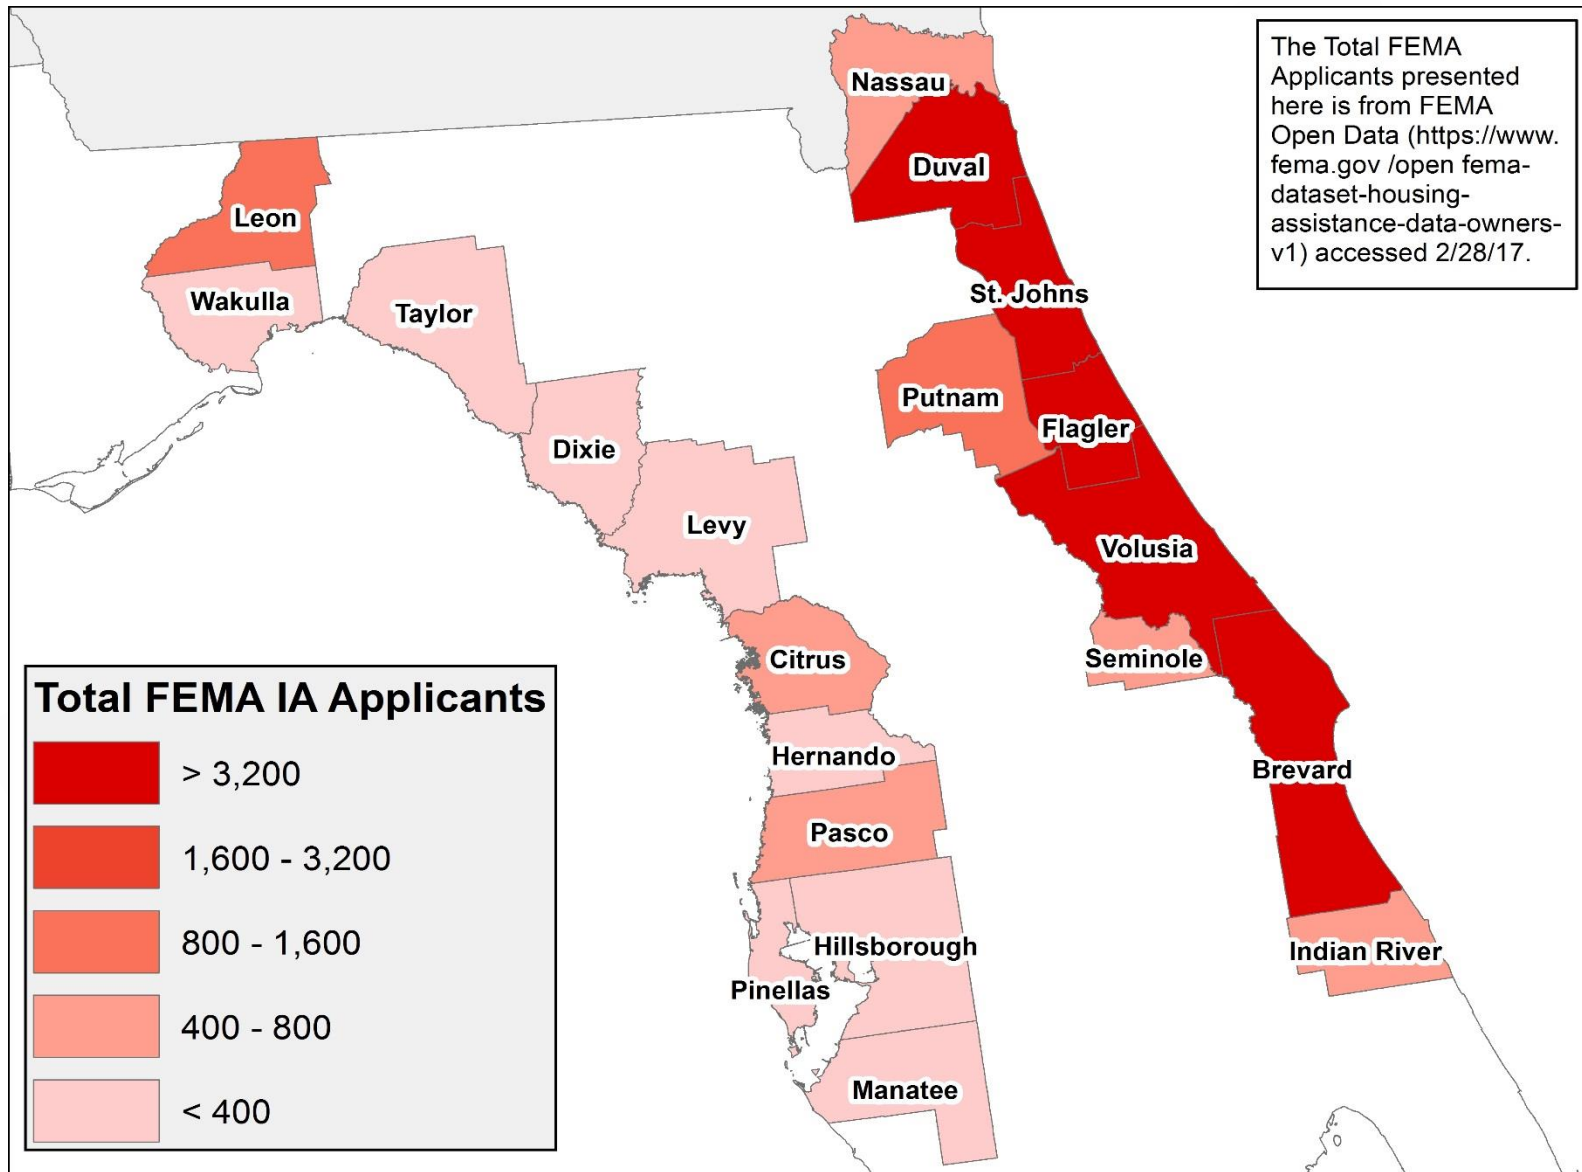 The Total FEMA
Applicants presented
here is from FEMA
Open Data (https://www.
fema.gov /open fema-
dataset-housing-
assistance-data-owners-
v1) accessed 2/28/17.
Nassau
Duval
Leon
St. Johns
Wakulla
Taylor
Putnam
Flagler
Dixie
Levy
Volusia
Citrus
Seminole
Hernando
Brevard
Pasco
Hillsborough
Indian River
Pinellas
Manatee
Total FEMA IA Applicants
> 3,200
1,600 - 3,200
800 - 1,600
400 - 800
< 400